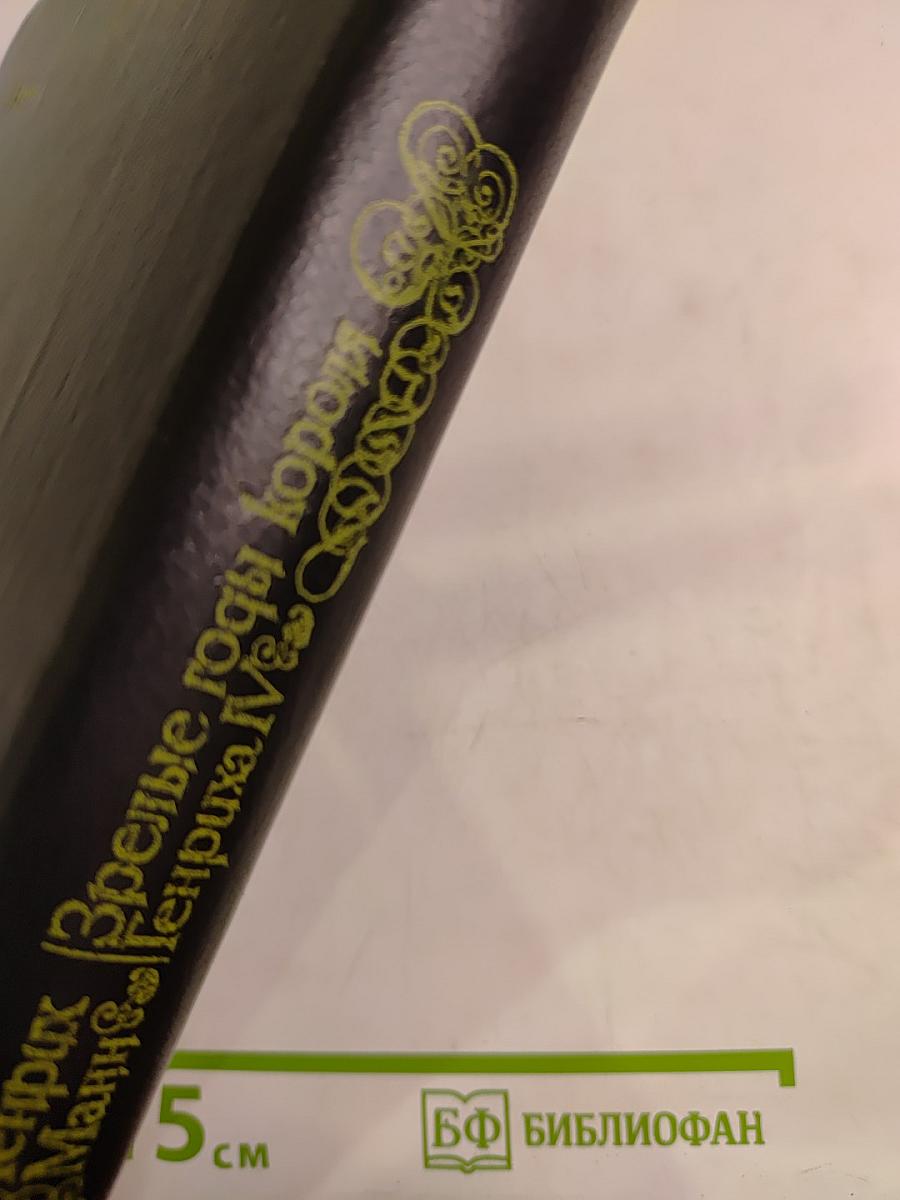 Генрих
Манн
Зрелые годы короля
Генриха IV
5 см
БФ БИБЛИОФАН